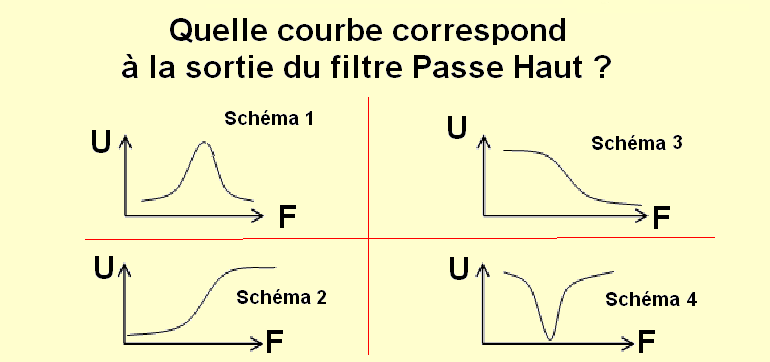 Quelle courbe correspond
à la sortie du filtre Passe Haut ?
Schéma 1
U
F
Schéma 3
U
F
Schéma 2
U
F
Schéma 4
U
F